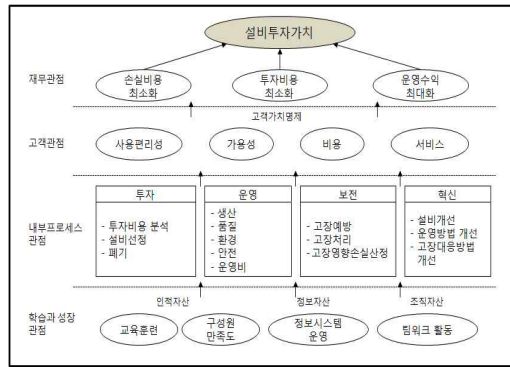 설비투자가치
재무관점
손실비용
최소화
투자비용
최소화
운영수익
최대화
고객가치명제
고객관점
사용편리성
가용성
비용
서비스
내부프로세스
관점
투자
- 투자비용 분석
- 설비선정
- 폐기
운영
- 생산
- 품질
- 환경
- 안전
- 운영비
보전
- 고장예방
- 고장처리
- 고장영향손실산정
혁신
- 설비개선
- 운영방법 개선
- 고장대응방법
개선
인적자산
정보자산
조직자산
학습과 성장
관점
교육훈련
구성원
만족도
정보시스템
운영
팀워크 활동